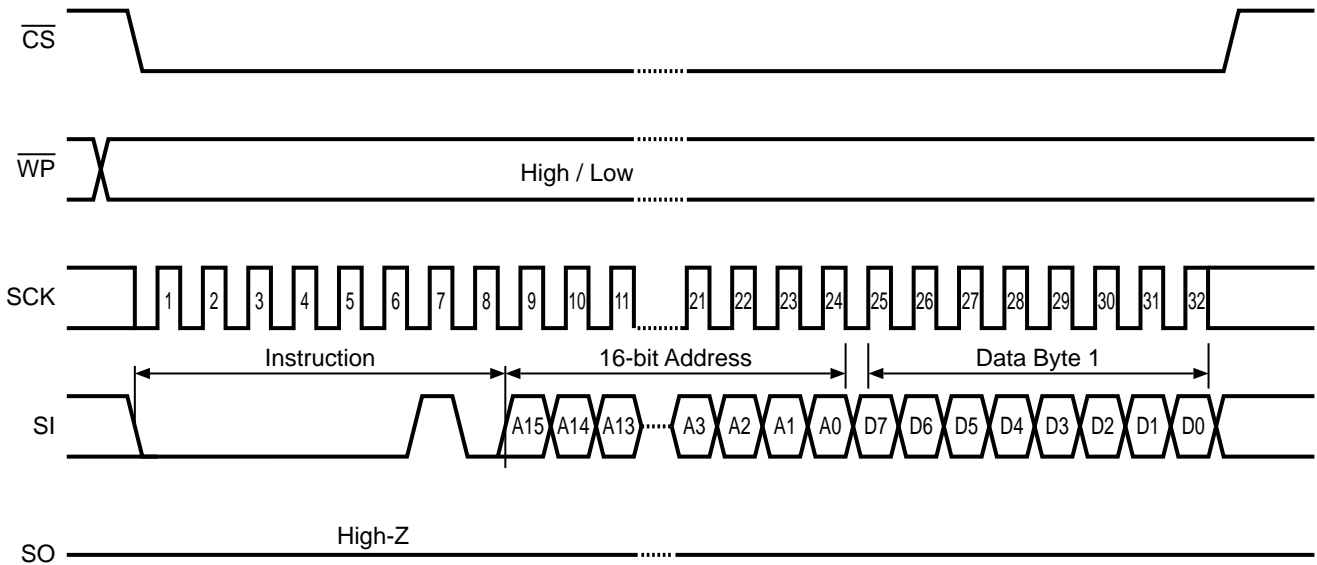 CS
WP
High / Low
SCK
1 2 3 4 5 6 7 8 9 10 11 21 22 23 24 25 26 27 28 29 30 31 32
Instruction 16-bit Address Data Byte 1
SI
A15 A14 A13 A3 A2 A1 A0 D7 D6 D5 D4 D3 D2 D1 D0
High-Z
SO